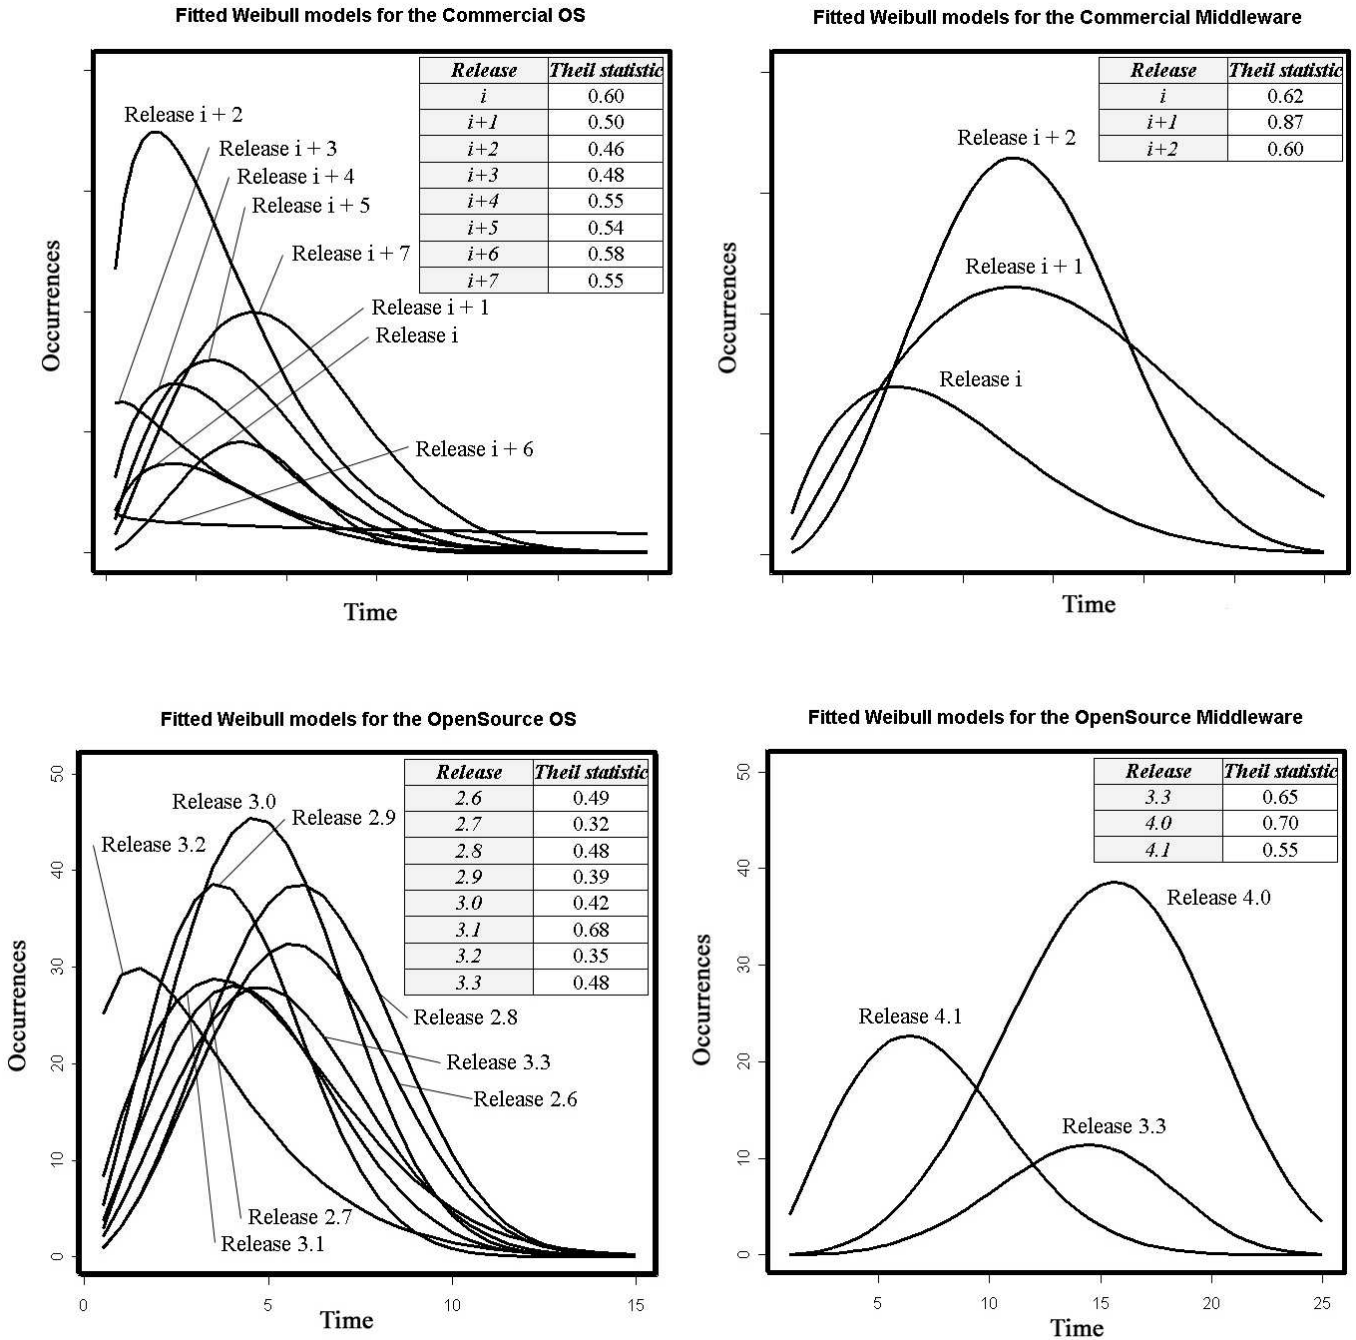 Fitted Weibull models for the Commercial OS
Release Theil statistic
i 0.60
i+1 0.50
i+2 0.46
i+3 0.48
i+4 0.55
i+5 0.54
i+6 0.58
i+7 0.55
Release i + 2
Release i + 3
Release i + 4
Release i + 5
Release i + 7
Release i + 1
Release i
Release i + 6
Occurrences
Time
Fitted Weibull models for the Commercial Middleware
Release Theil statistic
i 0.62
i+1 0.87
i+2 0.60
Release i + 2
Release i + 1
Release i
Occurrences
Time
Fitted Weibull models for the OpenSource OS
Release Theil statistic
2.6 0.49
2.7 0.32
2.8 0.48
2.9 0.39
3.0 0.42
3.1 0.68
3.2 0.35
3.3 0.48
Release 3.0
Release 2.9
Release 3.2
Release 2.8
Release 3.3
Release 2.6
Release 2.7
Release 3.1
50
40
30
20
10
0
Occurrences
0 5 10 15
Time
Fitted Weibull models for the OpenSource Middleware
Release Theil statistic
3.3 0.65
4.0 0.70
4.1 0.55
Release 4.0
Release 4.1
Release 3.3
50
40
30
20
10
0
Occurrences
5 10 15 20 25
Time